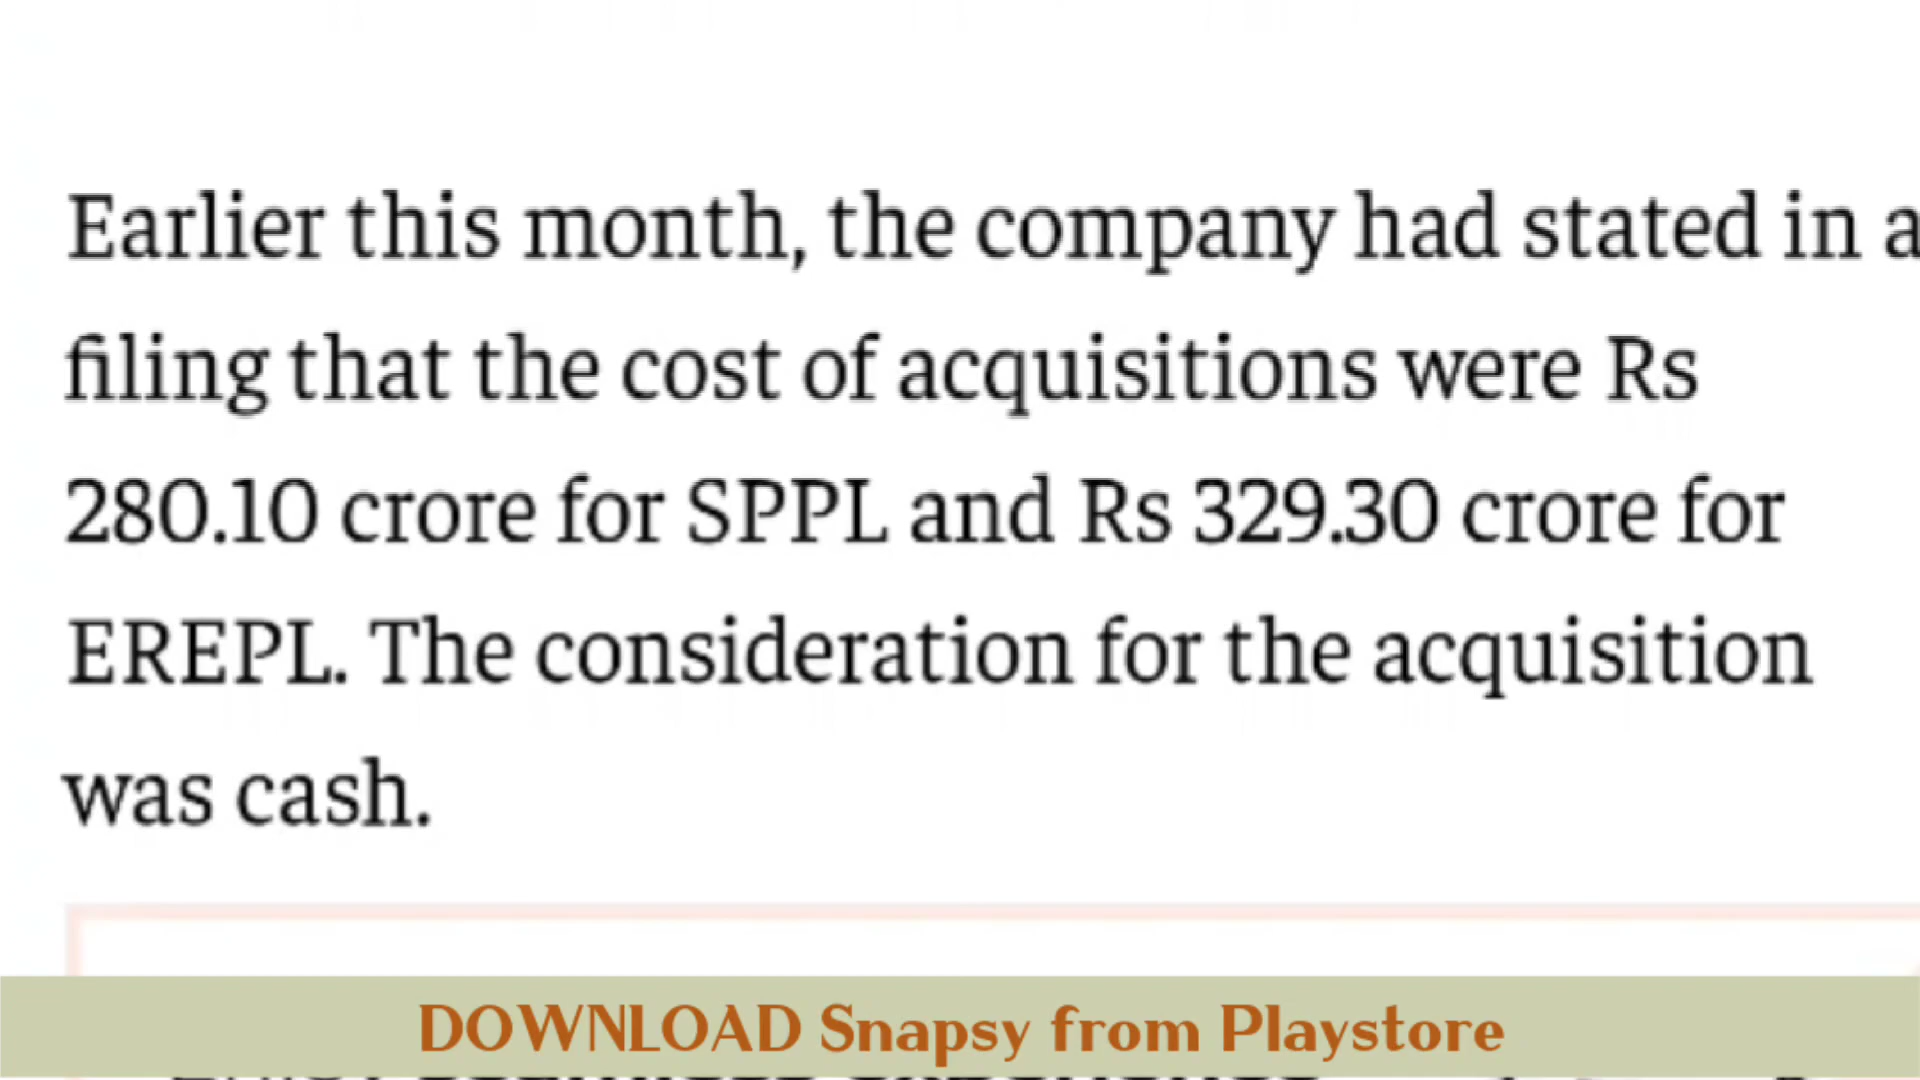 Earlier this month, the company had stated in a
filing that the cost of acquisitions were Rs
280.10 crore for SPPL and Rs 329.30 crore for
EREPL. The consideration for the acquisition
was cash.
DOWNLOAD Snapsy from Playstore